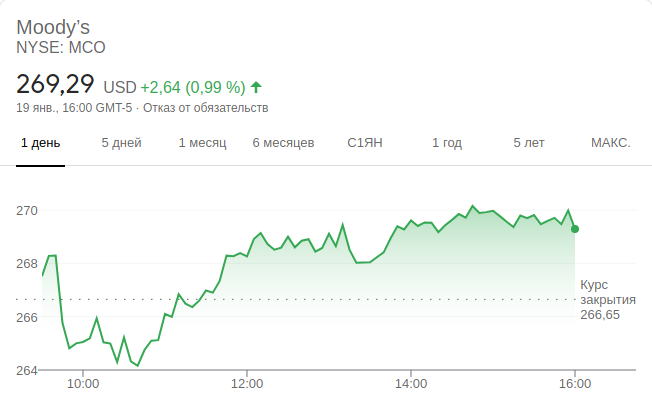 Moody’s
NYSE: MCO
269,29 USD +2,64 (0,99 %)
19 янв., 16:00 GMT-5 · Отказ от обязательств
1 день 5 дней 1 месяц 6 месяцев С1ЯН 1 год 5 лет МАКС.
270
268
266
264
Курс
закрытия
266,65
10:00 12:00 14:00 16:00